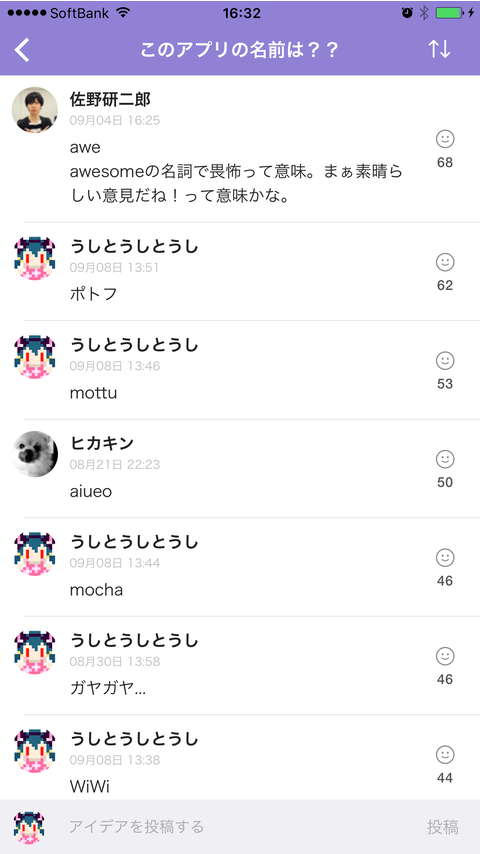 SoftBank
16:32
このアプリの名前は？？
佐野研二郎
09月04日 16:25
awe
awesomeの名詞で畏怖って意味。まぁ素晴ら
しい意見だね！って意味かな。
68
うしとうしとうし
09月08日 13:51
ポトフ
62
うしとうしとうし
09月08日 13:46
mottu
53
ヒカキン
08月21日 22:23
aiueo
50
うしとうしとうし
09月08日 13:44
mocha
46
うしとうしとうし
08月30日 13:58
ガヤガヤ...
46
うしとうしとうし
09月08日 13:38
WiWi
44
アイデアを投稿する
投稿